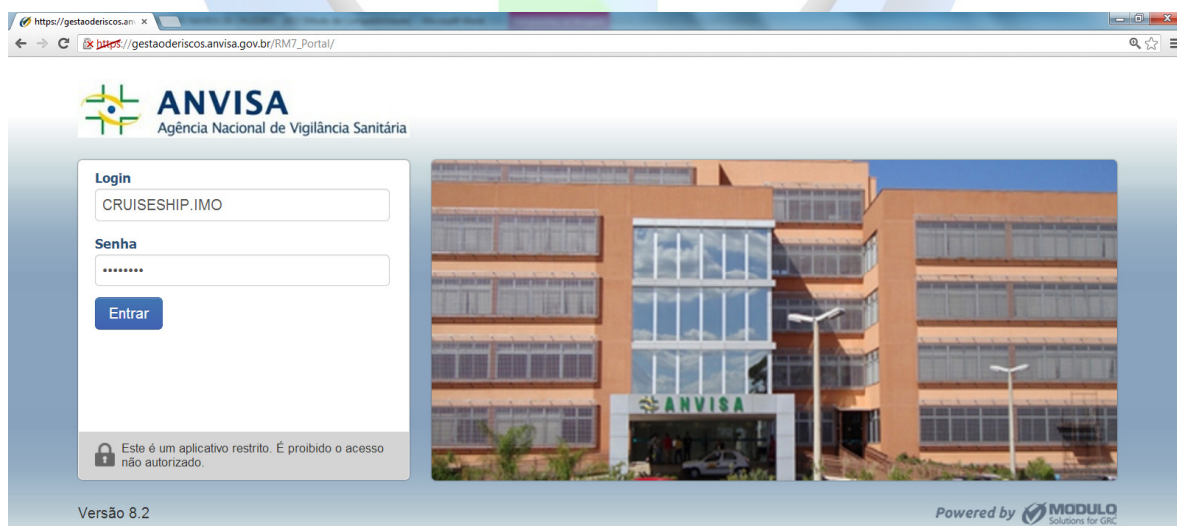 https://gestaoderiscos.anv
https://gestaoderiscos.anvisa.gov.br/RM7_Portal/
ANVISA
Agência Nacional de Vigilância Sanitária
Login
CRUISESHIP.IMO
Senha
••••••••
Entrar
ANVISA
Este é um aplicativo restrito. É proibido o acesso
não autorizado.
Versão 8.2
Powered by MODULO
Solutions for GRC